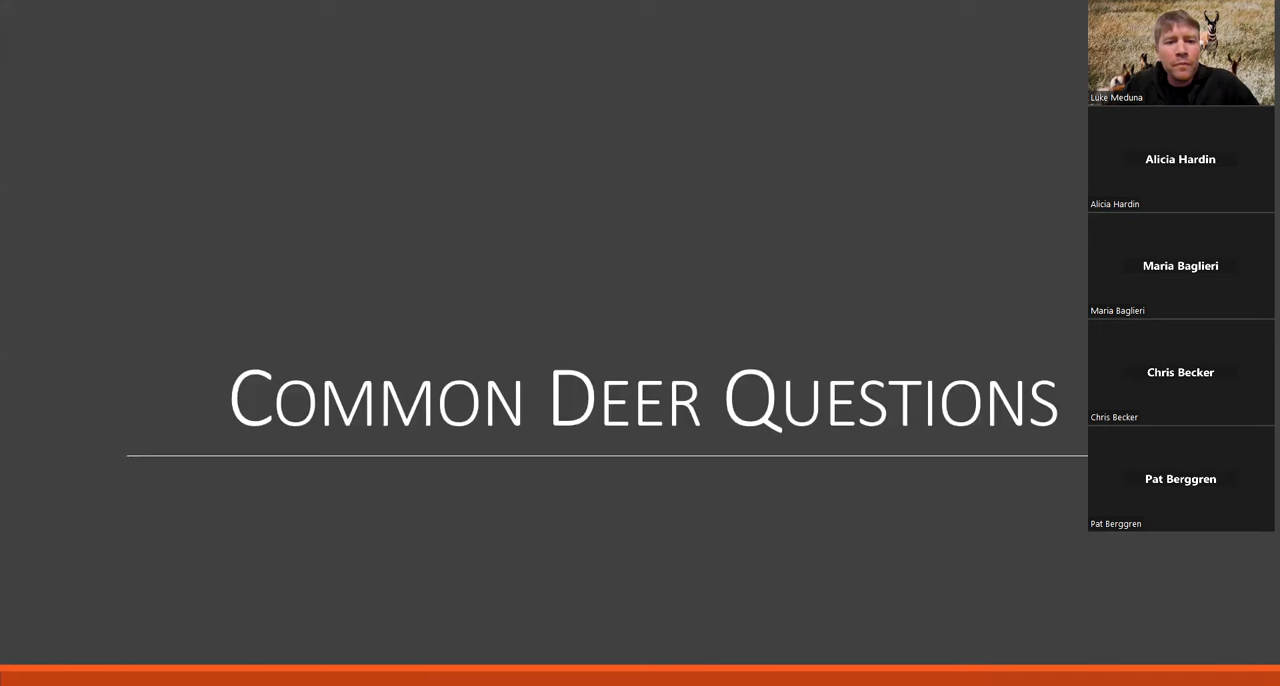 COMMON DEER QUESTIONS
Luke Meduna
Alicia Hardin
Alicia Hardin
Maria Baglieri
Maria Baglieri
Chris Becker
Chris Becker
Pat Berggren
Pat Berggren